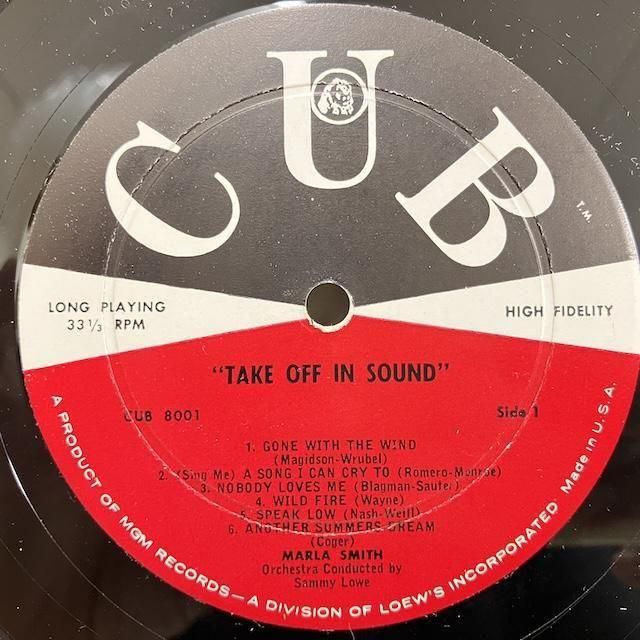 CUB
T.M.
LONG PLAYING
33 1/3 RPM
HIGH FIDELITY
"TAKE OFF IN SOUND"
CUB 8001
Side 1
1. GONE WITH THE WIND
(Magidson-Wrubel)
2. (Sing Me) A SONG I CAN CRY TO (Romero-Monroe)
3. NOBODY LOVES ME (Blagman-Sauter)
4. WILD FIRE (Wayne)
5. SPEAK LOW (Nash-Weill)
6. ANOTHER SUMMERS DREAM
(Coger)
MARLA SMITH
Orchestra Conducted by
Sammy Lowe
A PRODUCT OF MGM RECORDS—A DIVISION OF LOEW'S INCORPORATED
Made in U.S.A.